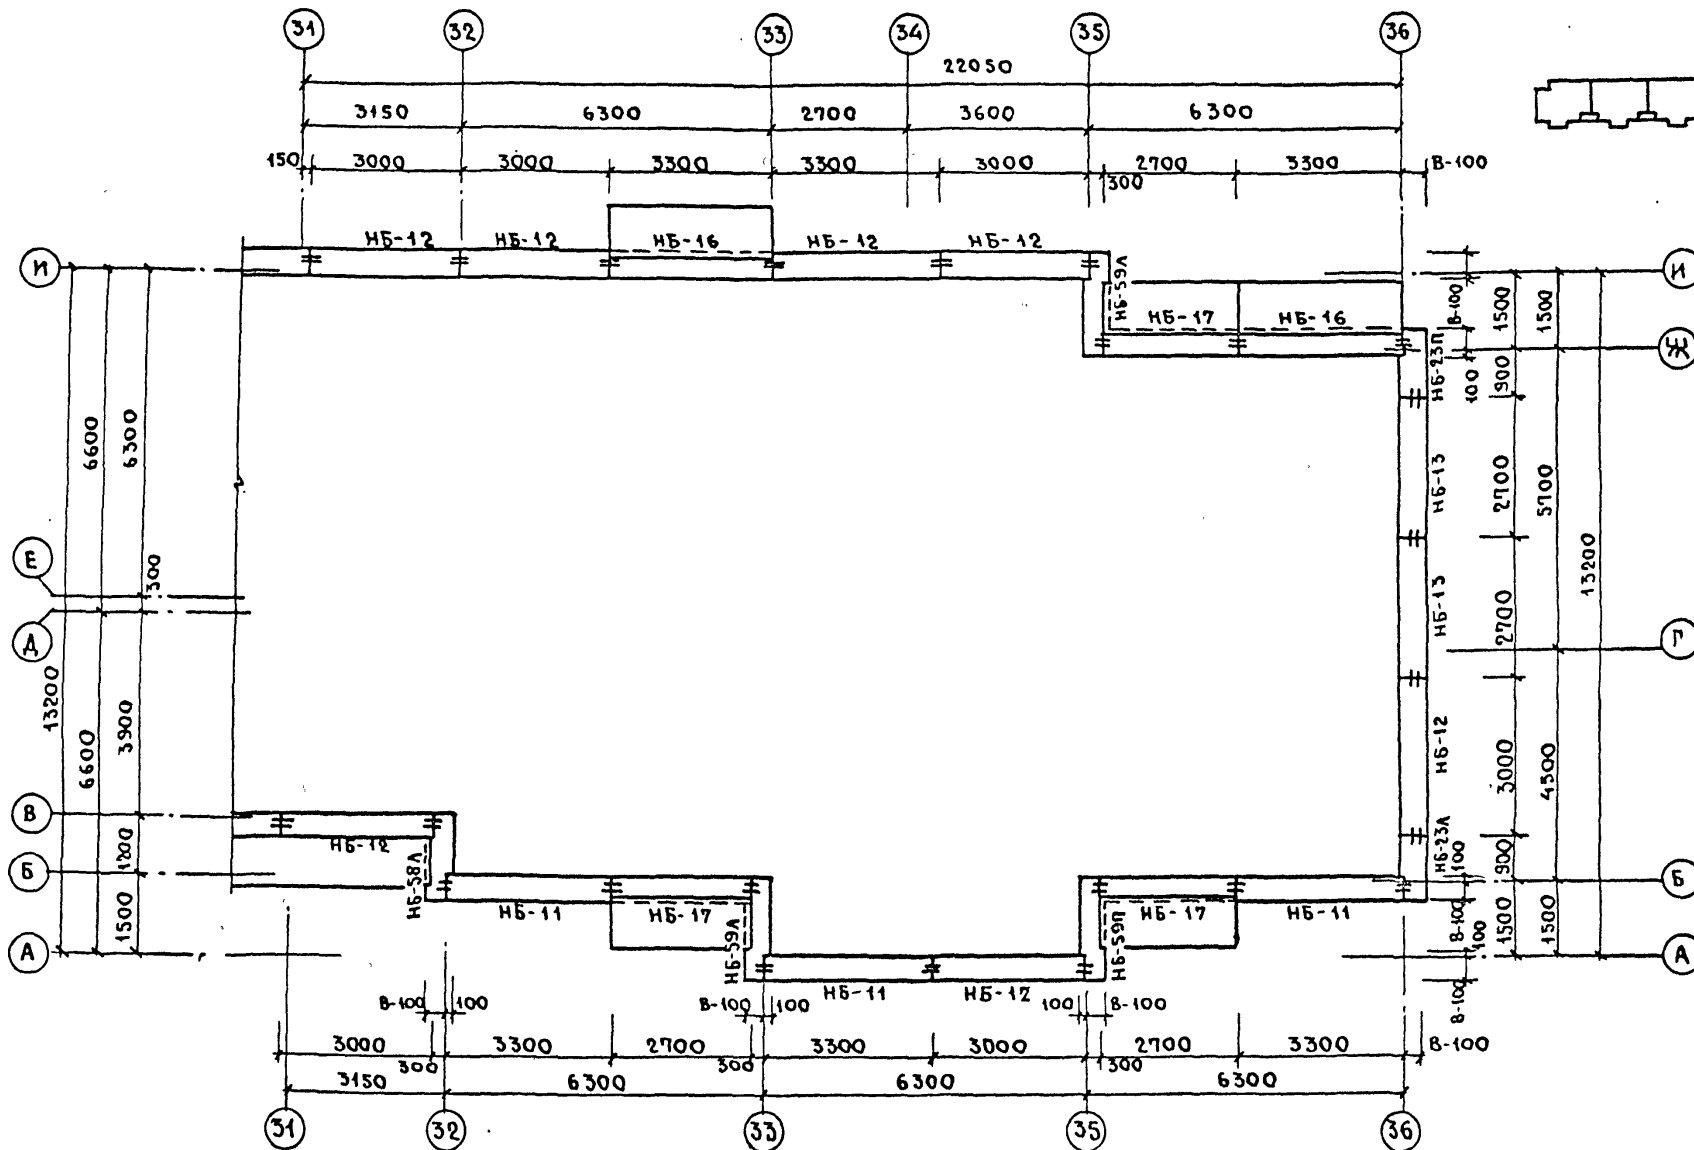 31 32 33 34 35 36
22050
3150 6300 2700 3600 6300
150 3000 3000 3300 3300 3000 300 2700 3300 В-100
НБ-12 НБ-12 НБ-16 НБ-12 НБ-12
И И
НБ-59Л
НБ-17 НБ-16
В-100 1500 1500
Ж
НБ-23П 100 900
6600 6300
НБ-13 2700 5700
Е
300
Д
НБ-13 2700 13200
Г
13200 6600 3900
НБ-12 3000 4500
В
НБ-12
1200
НБ-23Л 100 900
Б Б
НБ-58Л
НБ-11 НБ-17 НБ-17 НБ-11
1500
НБ-59Л НБ-59П
В-100 100 1500 1500
А А
НБ-11 НБ-12
В-100
В-100 100 В-100 100 100 В-100
3000 300 3300 2700 300 3300 3000 300 2700 3300 В-100
3150 6300 6300 6300
31 32 33 35 36